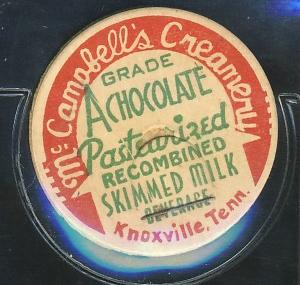 McCampbell's Creamery
GRADE
A CHOCOLATE
Pasteurized
RECOMBINED
SKIMMED MILK
BEVERAGE
Knoxville, Tenn.